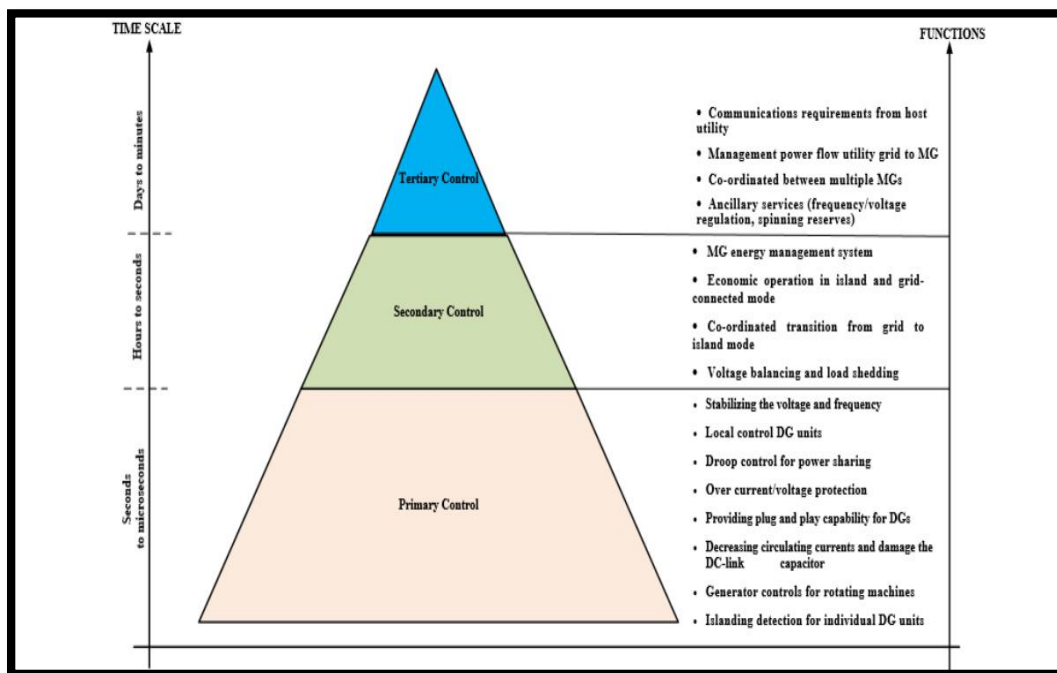 TIME SCALE
FUNCTIONS
Days to minutes
Tertiary Control
• Communications requirements from host
utility
• Management power flow utility grid to MG
• Co-ordinated between multiple MGs
• Ancillary services (frequency/voltage
regulation, spinning reserves)
Hours to seconds
Secondary Control
• MG energy management system
• Economic operation in island and grid-
connected mode
• Co-ordinated transition from grid to
island mode
• Voltage balancing and load shedding
Seconds
to microseconds
Primary Control
• Stabilizing the voltage and frequency
• Local control DG units
• Droop control for power sharing
• Over current/voltage protection
• Providing plug and play capability for DGs
• Decreasing circulating currents and damage the
DC-link capacitor
• Generator controls for rotating machines
• Islanding detection for individual DG units